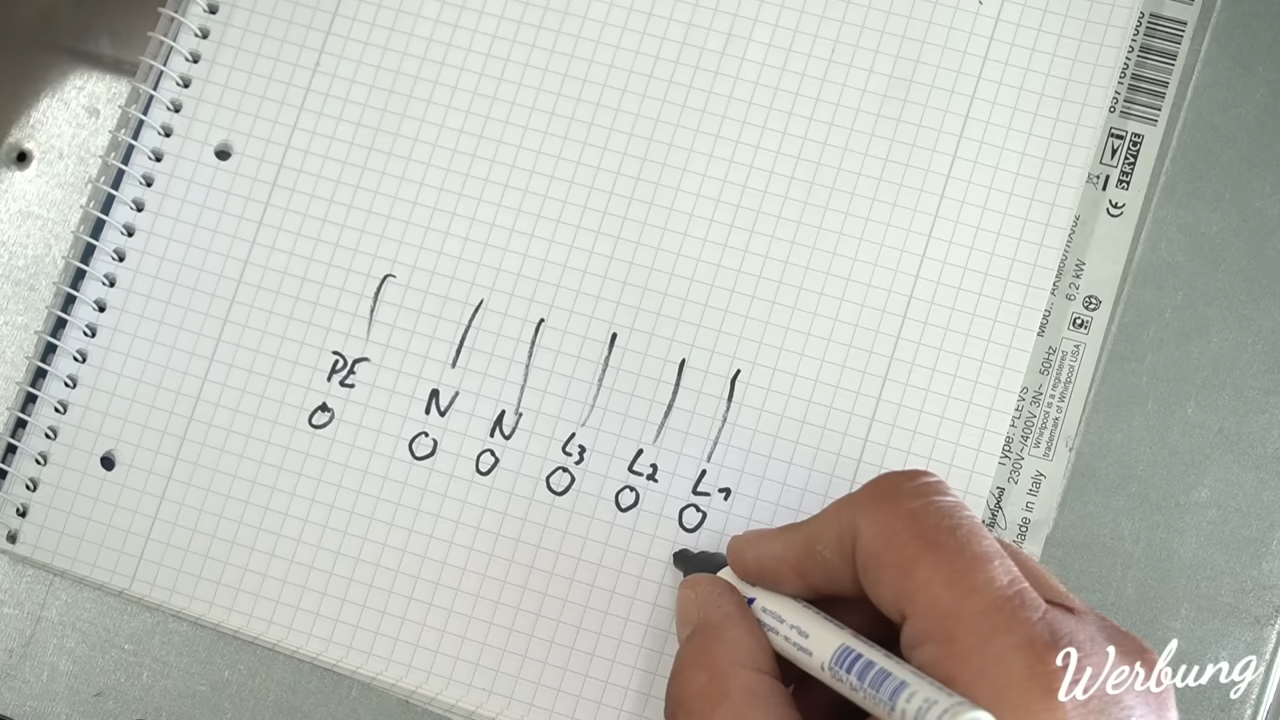 PE
N
N
L3
L2
L1
SERVICE
6,2 kW
Type: PLEVS
230V~/400V 3N~ 50Hz
Whirlpool is a registered
trademark of Whirlpool USA
Made in Italy
Werbung